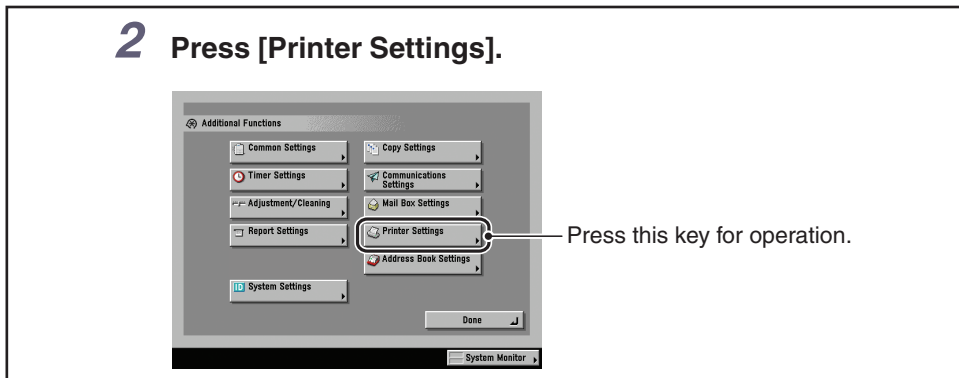 2 Press [Printer Settings].
Additional Functions
Common Settings
Copy Settings
Timer Settings
Communications
Settings
Adjustment/Cleaning
Mail Box Settings
Report Settings
Printer Settings
Press this key for operation.
Address Book Settings
ID System Settings
Done
System Monitor